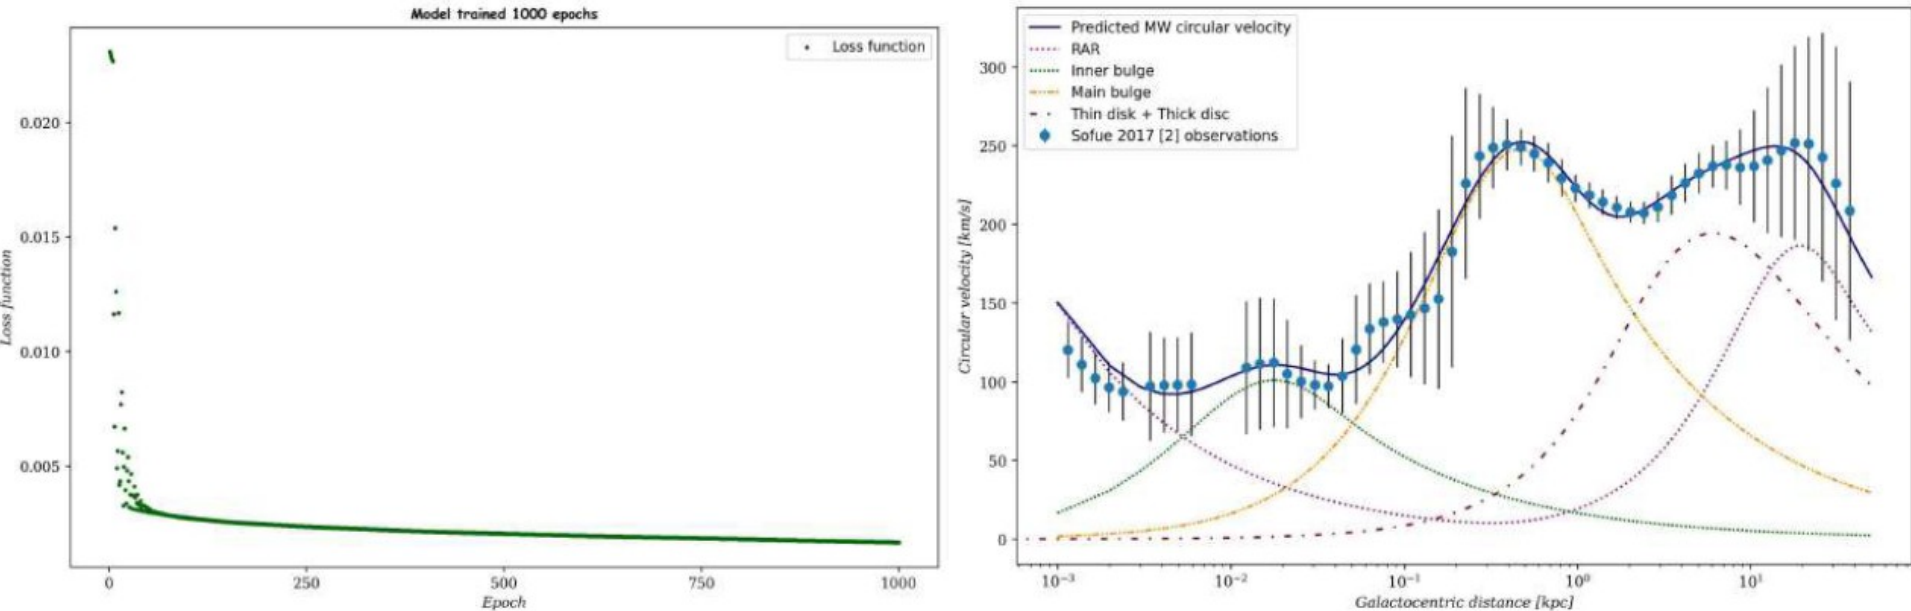 Model trained 1000 epochs
Loss function
0.020
0.015
0.010
0.005
Loss function
0
250
500
750
1000
Epoch
Predicted MW circular velocity
RAR
Inner bulge
Main bulge
Thin disk + Thick disc
Sofue 2017 [2] observations
300
250
200
150
100
50
0
Circular velocity [km/s]
10⁻³
10⁻²
10⁻¹
10⁰
10¹
Galactocentric distance [kpc]